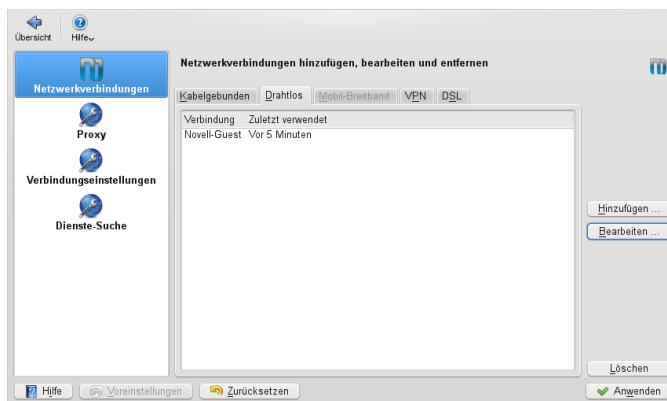 Übersicht Hilfe
Netzwerkverbindungen hinzufügen, bearbeiten und entfernen
Netzwerkverbindungen
Proxy
Verbindungseinstellungen
Dienste-Suche
Kabelgebunden Drahtlos Mobil-Breitband VPN DSL
Verbindung Zuletzt verwendet
Novell-Guest Vor 5 Minuten
Hinzufügen ...
Bearbeiten ...
Löschen
Hilfe Voreinstellungen Zurücksetzen Anwenden